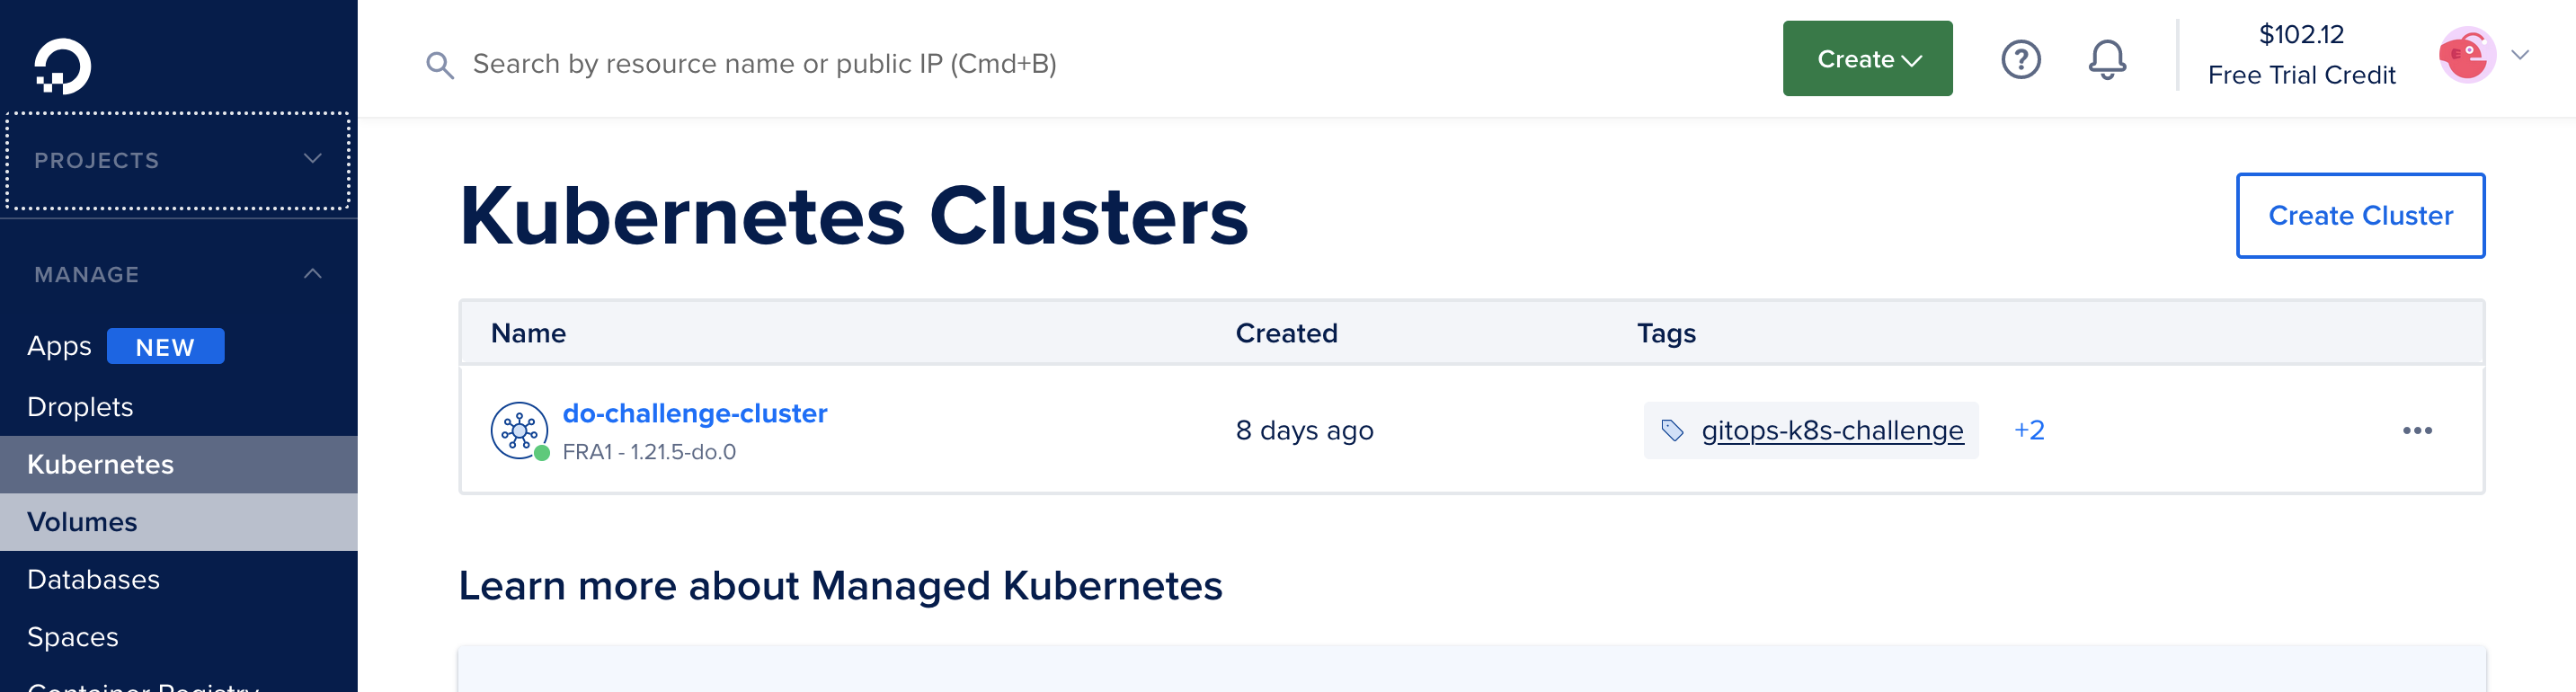 Search by resource name or public IP (Cmd+B)
Create
$102.12
Free Trial Credit
PROJECTS
MANAGE
Apps NEW
Droplets
Kubernetes
Volumes
Databases
Spaces
Container Registry
Kubernetes Clusters
Create Cluster
Name Created Tags
do-challenge-cluster
FRA1 - 1.21.5-do.0
8 days ago
gitops-k8s-challenge +2
Learn more about Managed Kubernetes